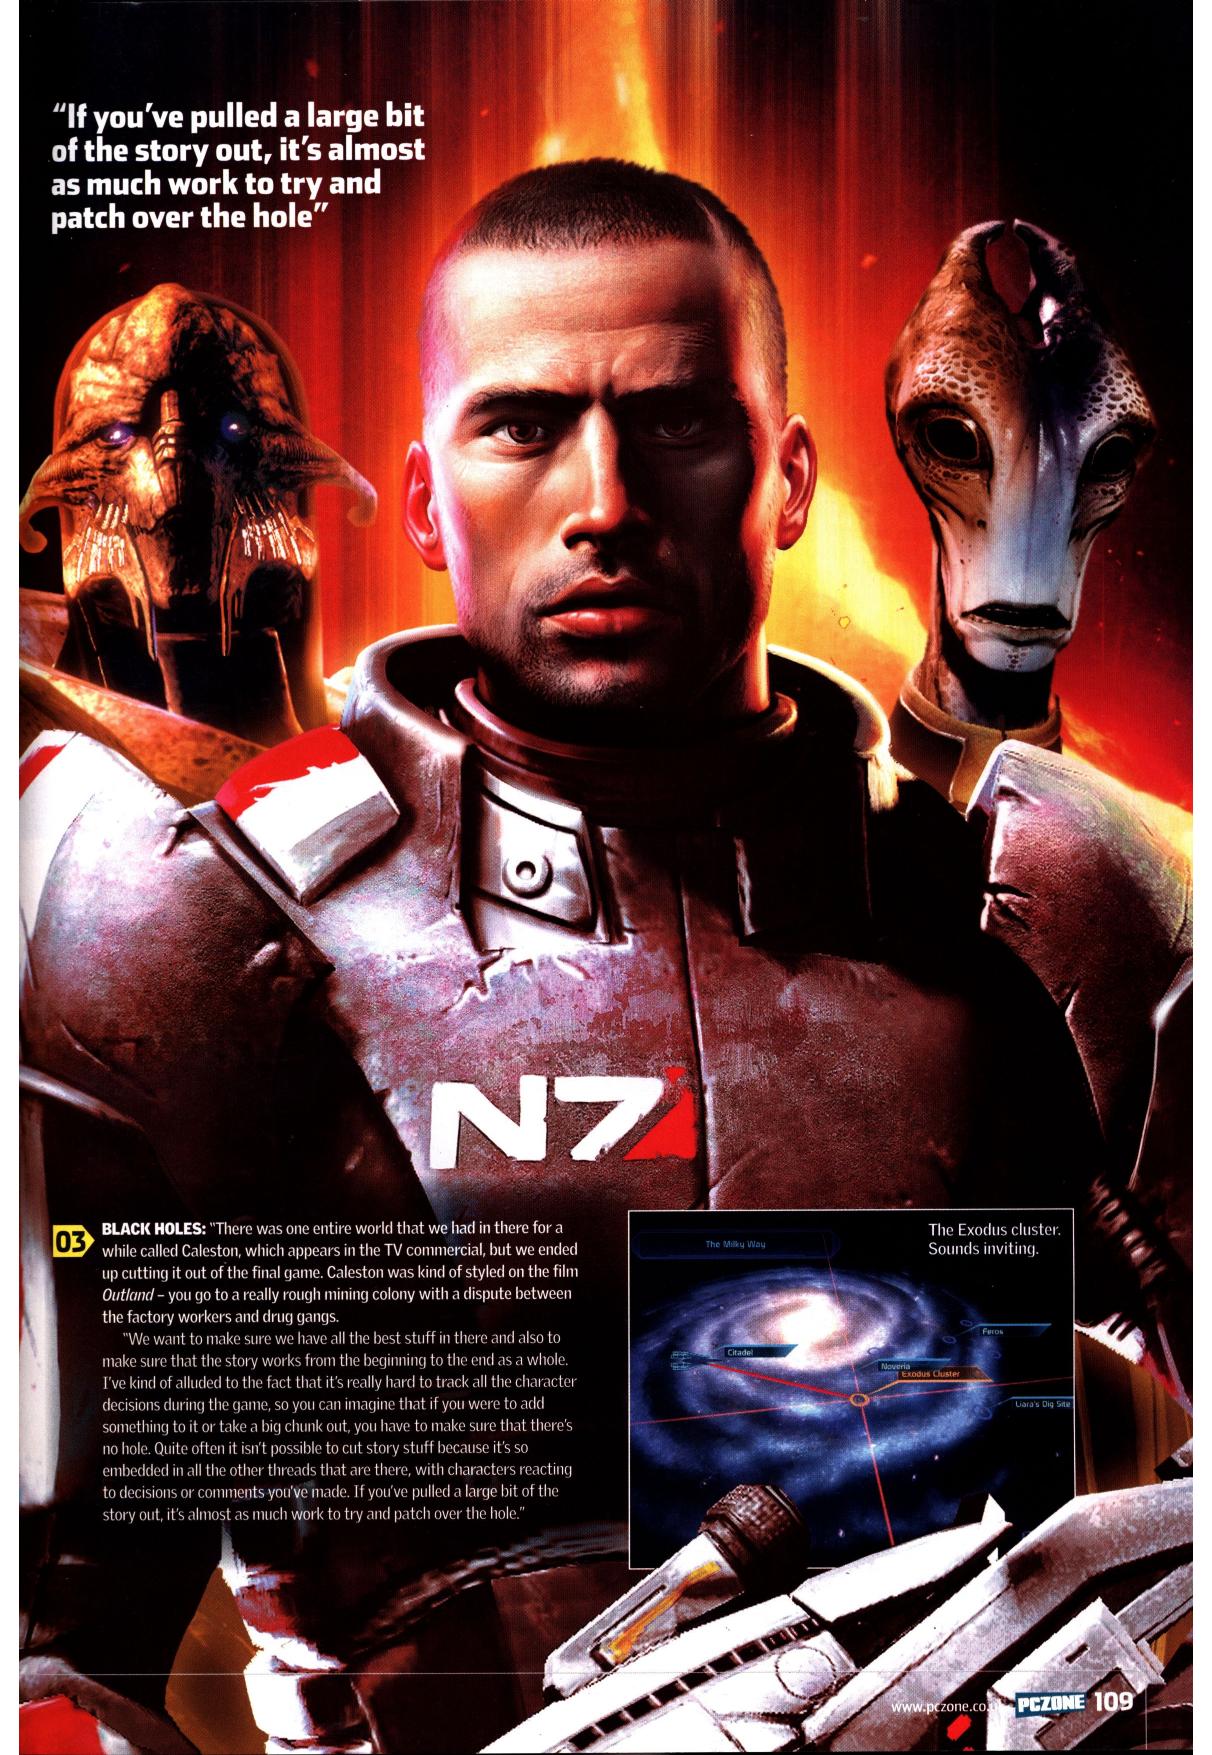 “If you’ve pulled a large bit
of the story out, it’s almost
as much work to try and
patch over the hole”
N7
03
BLACK HOLES: “There was one entire world that we had in there for a
while called Caleston, which appears in the TV commercial, but we ended
up cutting it out of the final game. Caleston was kind of styled on the film
Outland – you go to a really rough mining colony with a dispute between
the factory workers and drug gangs.
“We want to make sure we have all the best stuff in there and also to
make sure that the story works from the beginning to the end as a whole.
I’ve kind of alluded to the fact that it’s really hard to track all the character
decisions during the game, so you can imagine that if you were to add
something to it or take a big chunk out, you have to make sure that there’s
no hole. Quite often it isn’t possible to cut story stuff because it’s so
embedded in all the other threads that are there, with characters reacting
to decisions or comments you’ve made. If you’ve pulled a large bit of the
story out, it’s almost as much work to try and patch over the hole.”
The Exodus cluster.
Sounds inviting.
The Milky Way
Feros
Citadel
Noveria
Exodus Cluster
Liara's Dig Site
www.pczone.co.u
PCZONE 109